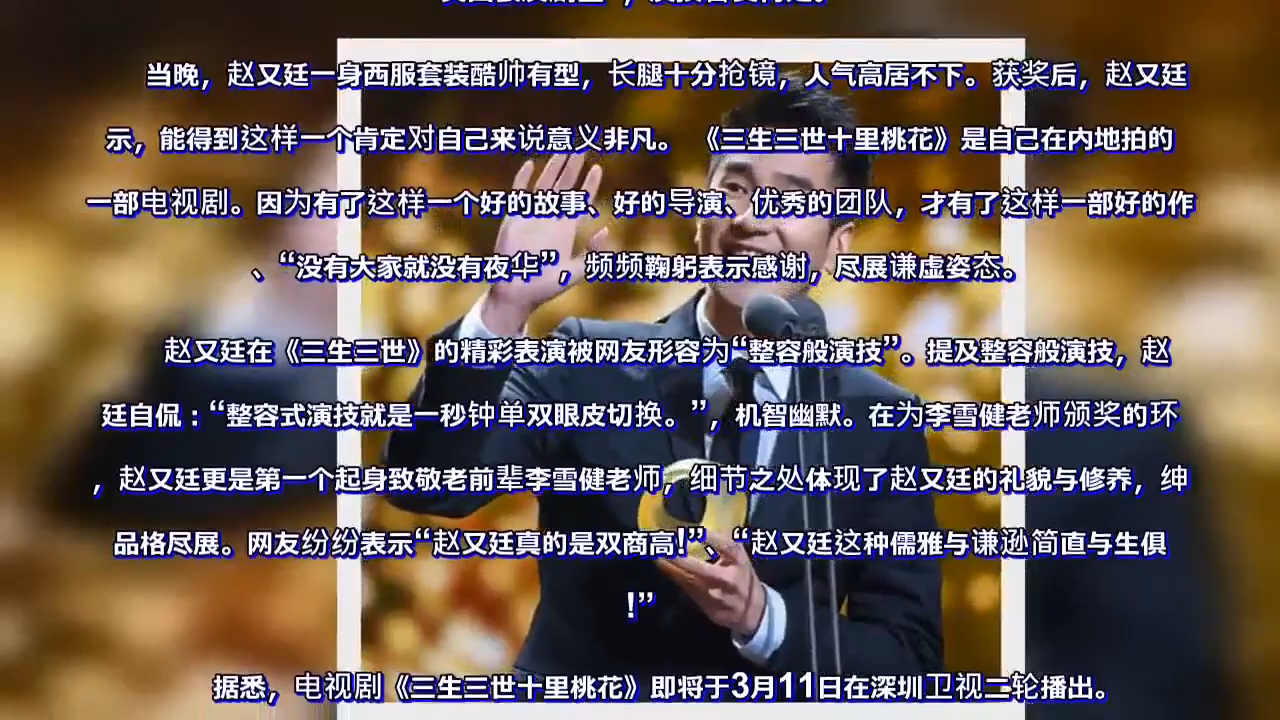 当晚，赵又廷一身西服套装酷帅有型，长腿十分抢镜，人气高居不下。获奖后，赵又廷
示，能得到这样一个肯定对自己来说意义非凡。 《三生三世十里桃花》是自己在内地拍的
一部电视剧。因为有了这样一个好的故事、好的导演、优秀的团队，才有了这样一部好的作
、“没有大家就没有夜华”，频频鞠躬表示感谢，尽展谦虚姿态。
赵又廷在《三生三世》的精彩表演被网友形容为“整容般演技”。提及整容般演技，赵
廷自侃：“整容式演技就是一秒钟单双眼皮切换。”，机智幽默。在为李雪健老师颁奖的环
，赵又廷更是第一个起身致敬老前辈李雪健老师，细节之处体现了赵又廷的礼貌与修养，绅
品格尽展。网友纷纷表示“赵又廷真的是双商高!”、“赵又廷这种儒雅与谦逊简直与生俱
!”
据悉，电视剧《三生三世十里桃花》即将于3月11日在深圳卫视二轮播出。